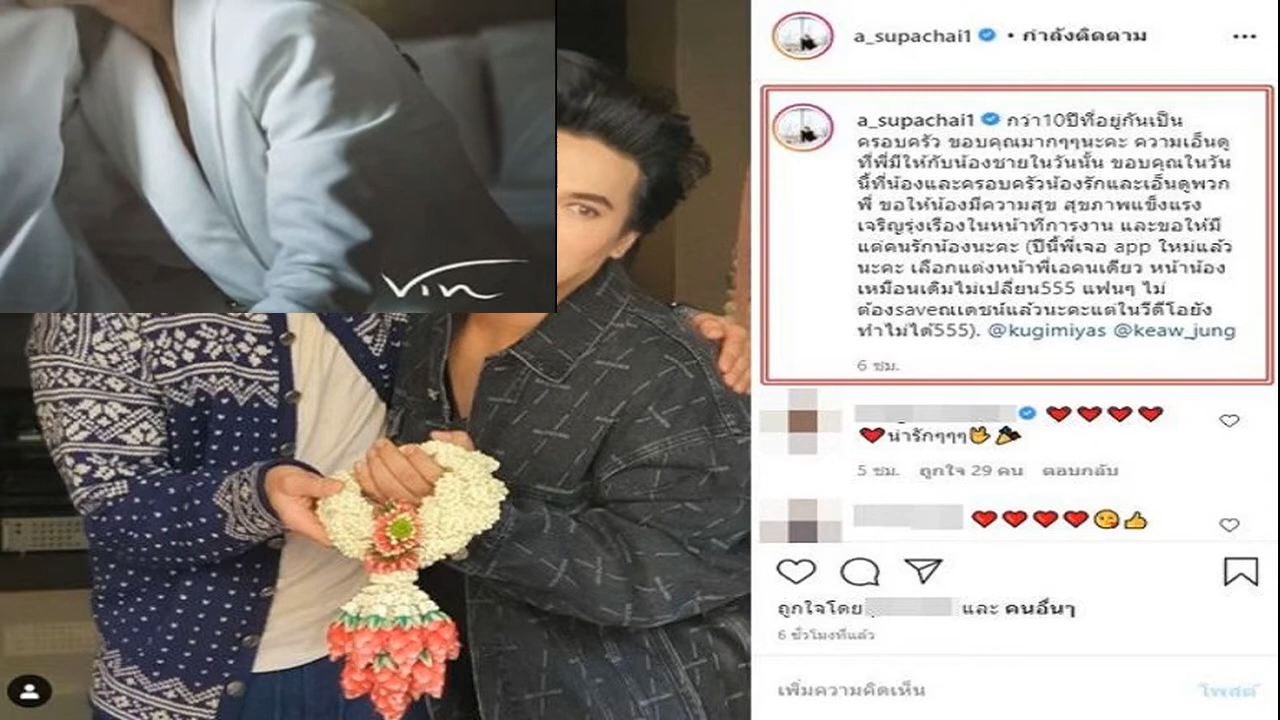 vin
a_supachai1 • กำลังติดตาม
a_supachai1 กว่า10ปีที่อยู่กันเป็น
ครอบครัว ขอบคุณมากๆๆนะคะ ความเอ็นดู
ที่พี่มีให้กับน้องชายในวันนั้น ขอบคุณในวัน
นี้ที่น้องและครอบครัวน้องรักและเอ็นดูพวก
พี่ ขอให้น้องมีความสุข สุขภาพแข็งแรง
เจริญรุ่งเรืองในหน้าที่การงาน และขอให้มี
แต่คนรักน้องนะคะ (ปีนี้พี่เจอ app ใหม่แล้ว
นะคะ เลือกแต่งหน้าพี่เอคนเดียว หน้าน้อง
เหมือนเดิมไม่เปลี่ยน555 แฟนๆ ไม่
ต้องsaveณเดชน์แล้วนะคะแต่ในวีดีโอยัง
ทำไม่ได้555). @kugimiyas @keaw_jung
6 ชม.
น่ารักๆๆๆ
5 ชม. ถูกใจ 29 คน ตอบกลับ
ถูกใจโดย และ คนอื่นๆ
6 ชั่วโมงที่แล้ว
เพิ่มความคิดเห็น
โพสต์